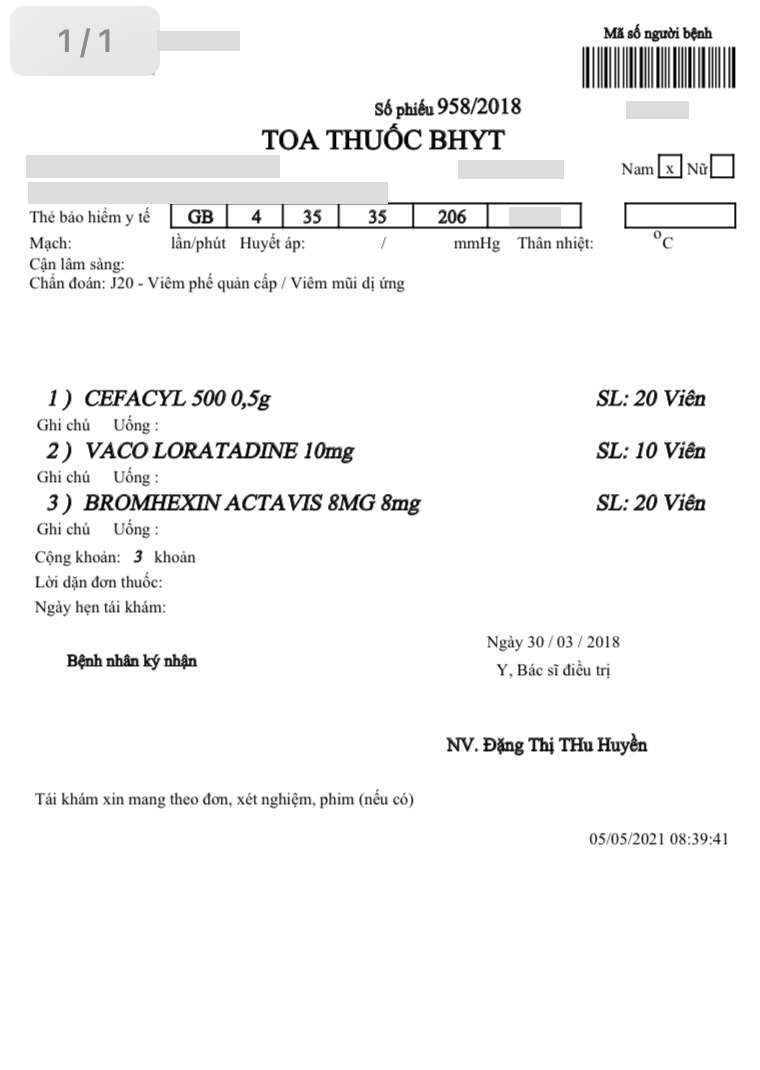 1/1
Mã số người bệnh
Số phiếu 958/2018
TOA THUỐC BHYT
Nam x Nữ
Thẻ bảo hiểm y tế GB 4 35 35 206
Mạch: lần/phút Huyết áp: / mmHg Thân nhiệt: °C
Cận lâm sàng:
Chẩn đoán: J20 - Viêm phế quản cấp / Viêm mũi dị ứng
1 ) CEFACYL 500 0,5g SL: 20 Viên
Ghi chú Uống :
2 ) VACO LORATADINE 10mg SL: 10 Viên
Ghi chú Uống :
3 ) BROMHEXIN ACTAVIS 8MG 8mg SL: 20 Viên
Ghi chú Uống :
Cộng khoản: 3 khoản
Lời dặn đơn thuốc:
Ngày hẹn tái khám:
Ngày 30 / 03 / 2018
Bệnh nhân ký nhận
Y, Bác sĩ điều trị
NV. Đặng Thị THu Huyền
Tái khám xin mang theo đơn, xét nghiệm, phim (nếu có)
05/05/2021 08:39:41